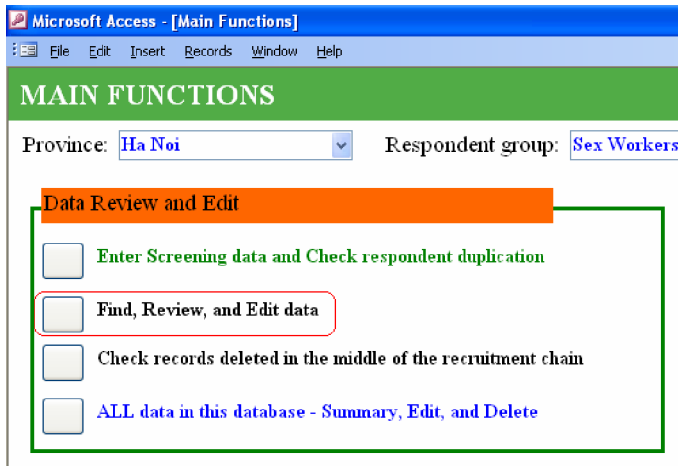 Microsoft Access - [Main Functions]
File Edit Insert Records Window Help
MAIN FUNCTIONS
Province: Ha Noi Respondent group: Sex Workers
Data Review and Edit
Enter Screening data and Check respondent duplication
Find, Review, and Edit data
Check records deleted in the middle of the recruitment chain
ALL data in this database - Summary, Edit, and Delete